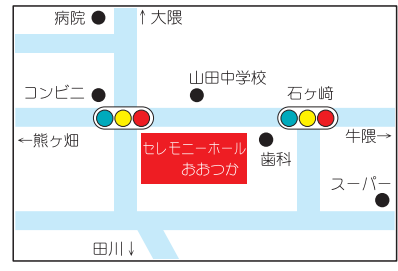 病院
↑大隈
コンビニ
山田中学校
石ヶ﨑
←熊ヶ畑
セレモニーホール
おおつか
歯科
牛隈→
スーパー
田川↓